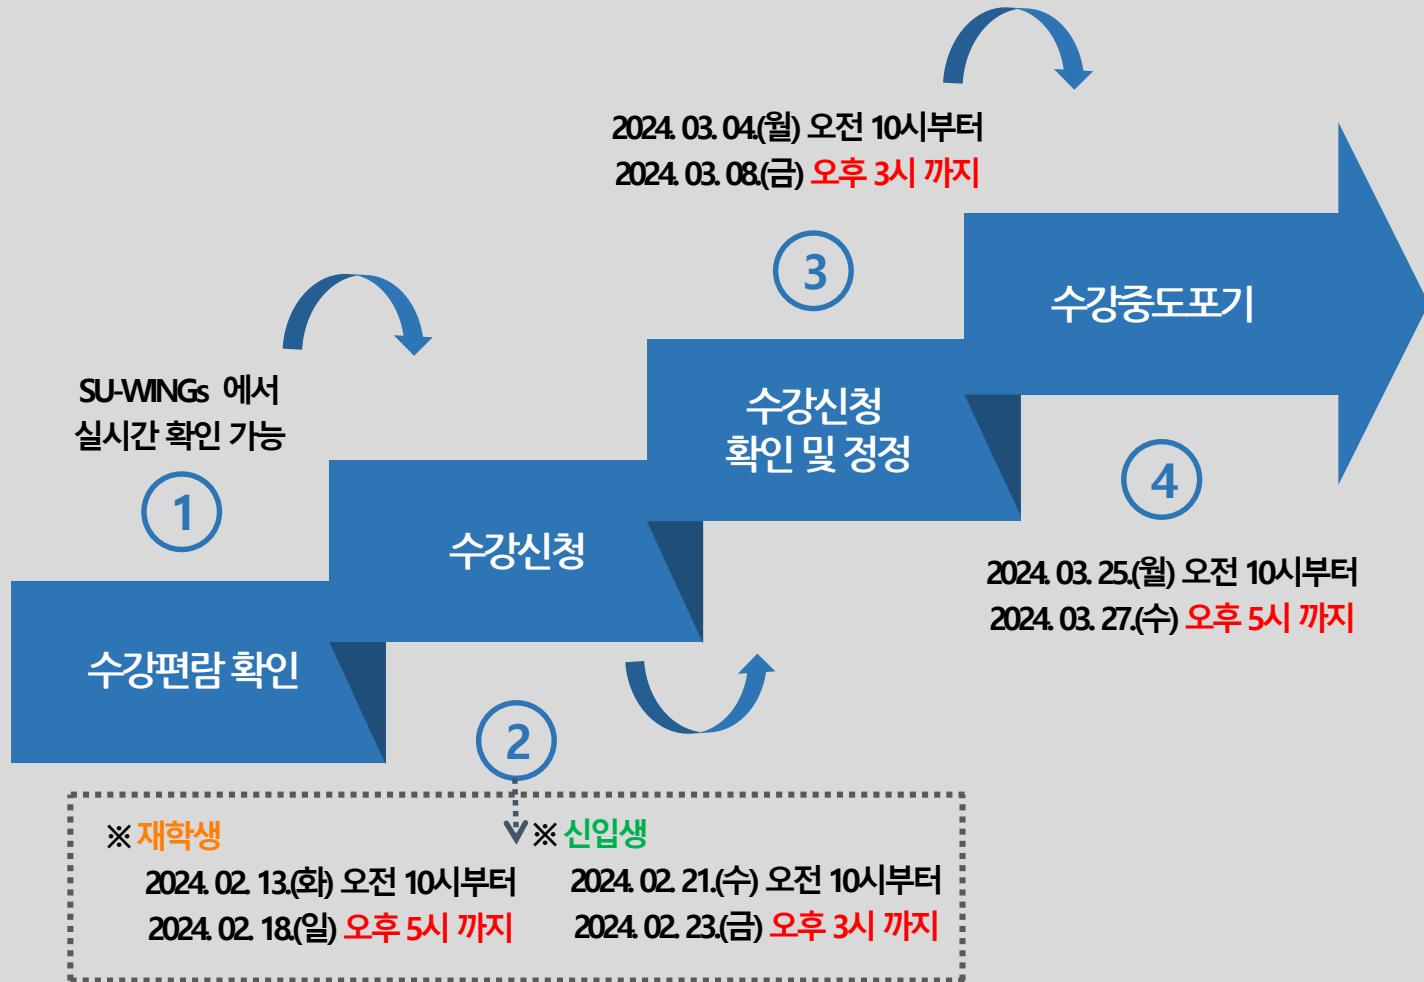 SU-WINGs 에서
실시간 확인 가능
1
수강편람 확인
수강신청
2
※ 재학생
2024. 02. 13.(화) 오전 10시부터
2024. 02. 18.(일) 오후 5시 까지
※ 신입생
2024. 02. 21.(수) 오전 10시부터
2024. 02. 23.(금) 오후 3시 까지
2024. 03. 04.(월) 오전 10시부터
2024. 03. 08.(금) 오후 3시 까지
3
수강신청
확인 및 정정
수강중도포기
4
2024. 03. 25.(월) 오전 10시부터
2024. 03. 27.(수) 오후 5시 까지